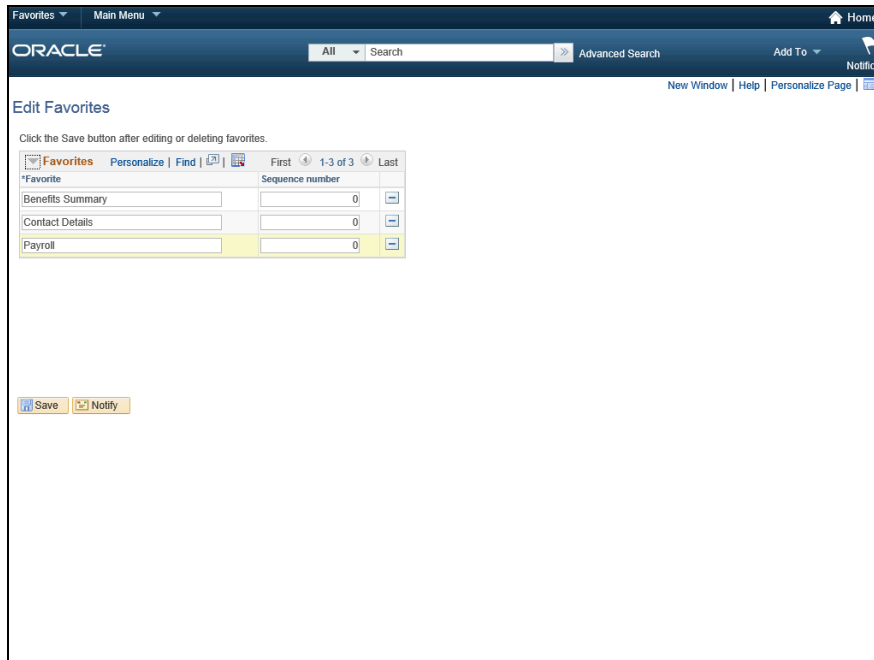 Favorites Main Menu Home
ORACLE All Search Advanced Search Add To
Notific
New Window | Help | Personalize Page |
Edit Favorites
Click the Save button after editing or deleting favorites.
Favorites Personalize | Find | | First 1-3 of 3 Last
*Favorite Sequence number
Benefits Summary 0
Contact Details 0
Payroll 0
Save Notify